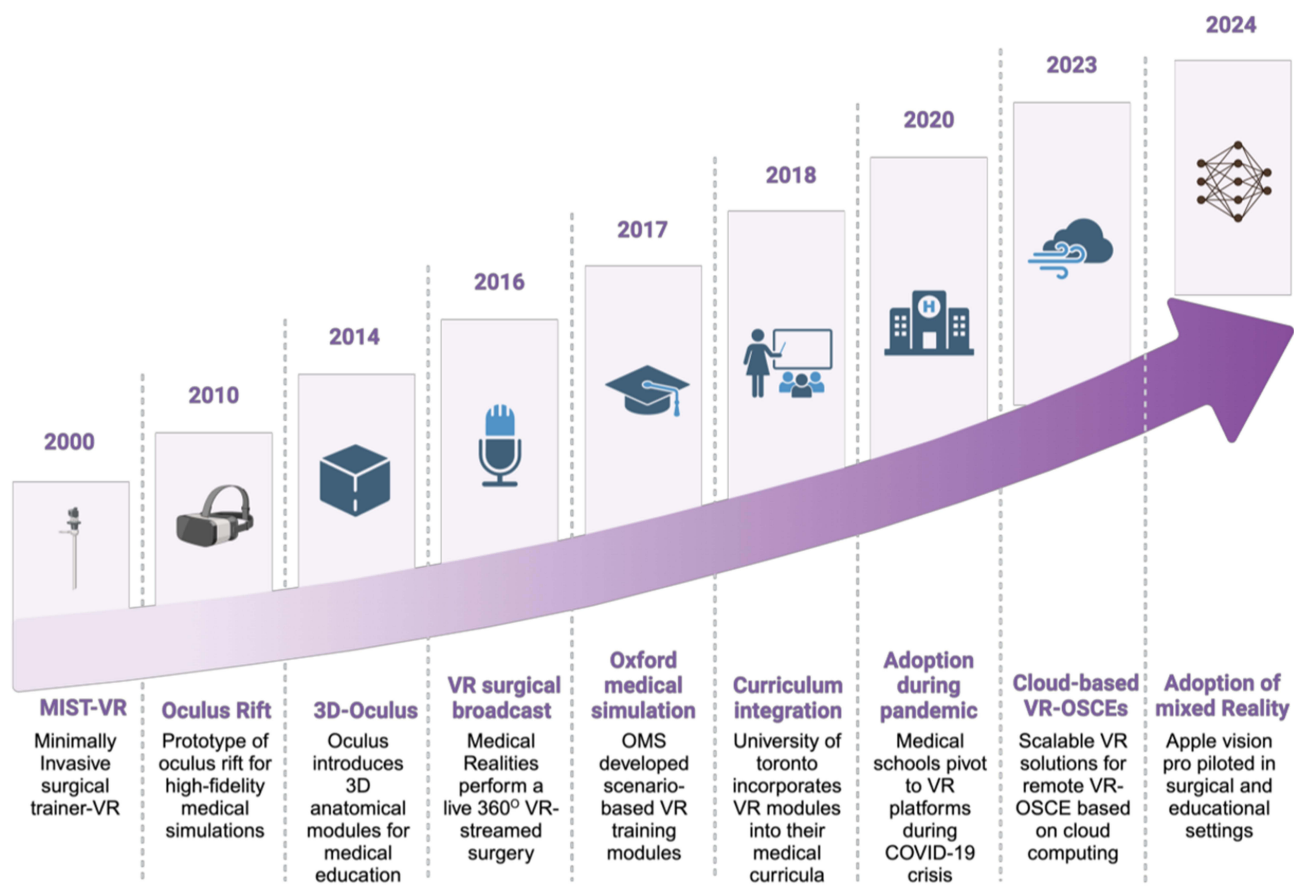 2000
2010
2014
2016
2017
2018
2020
2023
2024
H
MIST-VR
Minimally
Invasive
surgical
trainer-VR
Oculus Rift
Prototype of
oculus rift for
high-fidelity
medical
simulations
3D-Oculus
Oculus
introduces
3D
anatomical
modules for
medical
education
VR surgical
broadcast
Medical
Realities
perform a
live 360⁰ VR-
streamed
surgery
Oxford
medical
simulation
OMS
developed
scenario-
based VR
training
modules
Curriculum
integration
University of
toronto
incorporates
VR modules
into their
medical
curricula
Adoption
during
pandemic
Medical
schools pivot
to VR
platforms
during
COVID-19
crisis
Cloud-based
VR-OSCEs
Scalable VR
solutions for
remote VR-
OSCE based
on cloud
computing
Adoption of
mixed Reality
Apple vision
pro piloted in
surgical and
educational
settings